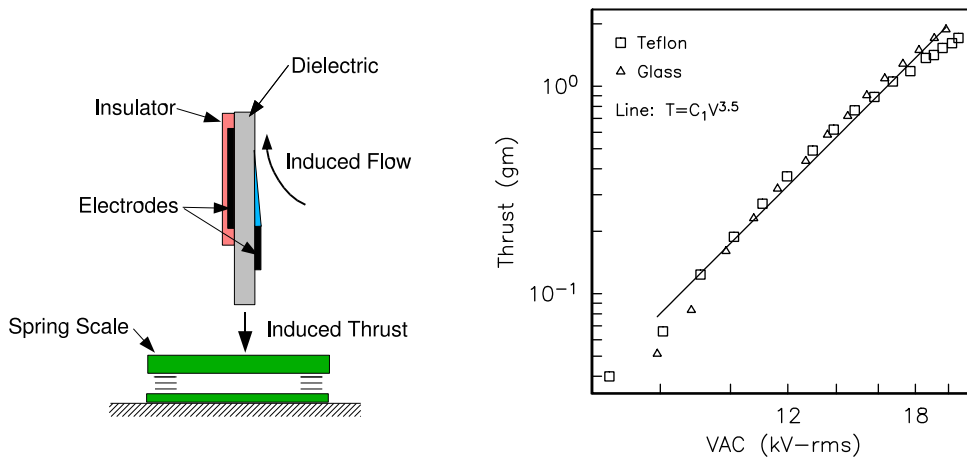 Dielectric
Insulator
Induced Flow
Electrodes
Induced Thrust
Spring Scale
Thrust (gm)
10⁰
10⁻¹
Teflon
Glass
Line: T=C₁V³·⁵
12 18
VAC (kV−rms)